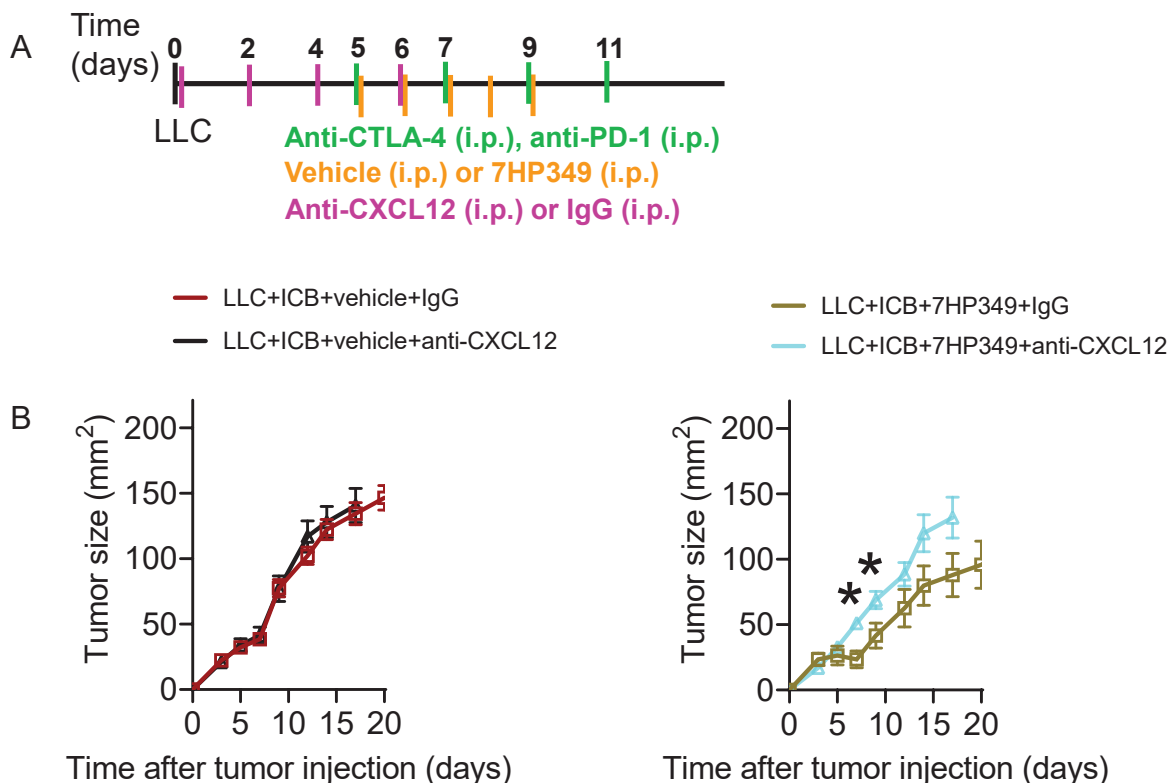 A
Time
(days)
0 2 4 5 6 7 9 11
LLC
Anti-CTLA-4 (i.p.), anti-PD-1 (i.p.)
Vehicle (i.p.) or 7HP349 (i.p.)
Anti-CXCL12 (i.p.) or IgG (i.p.)
LLC+ICB+vehicle+IgG
LLC+ICB+vehicle+anti-CXCL12
LLC+ICB+7HP349+IgG
LLC+ICB+7HP349+anti-CXCL12
B
Tumor size (mm²)
200
150
100
50
0
0 5 10 15 20
Time after tumor injection (days)
Tumor size (mm²)
200
150
100
50
0
* *
0 5 10 15 20
Time after tumor injection (days)